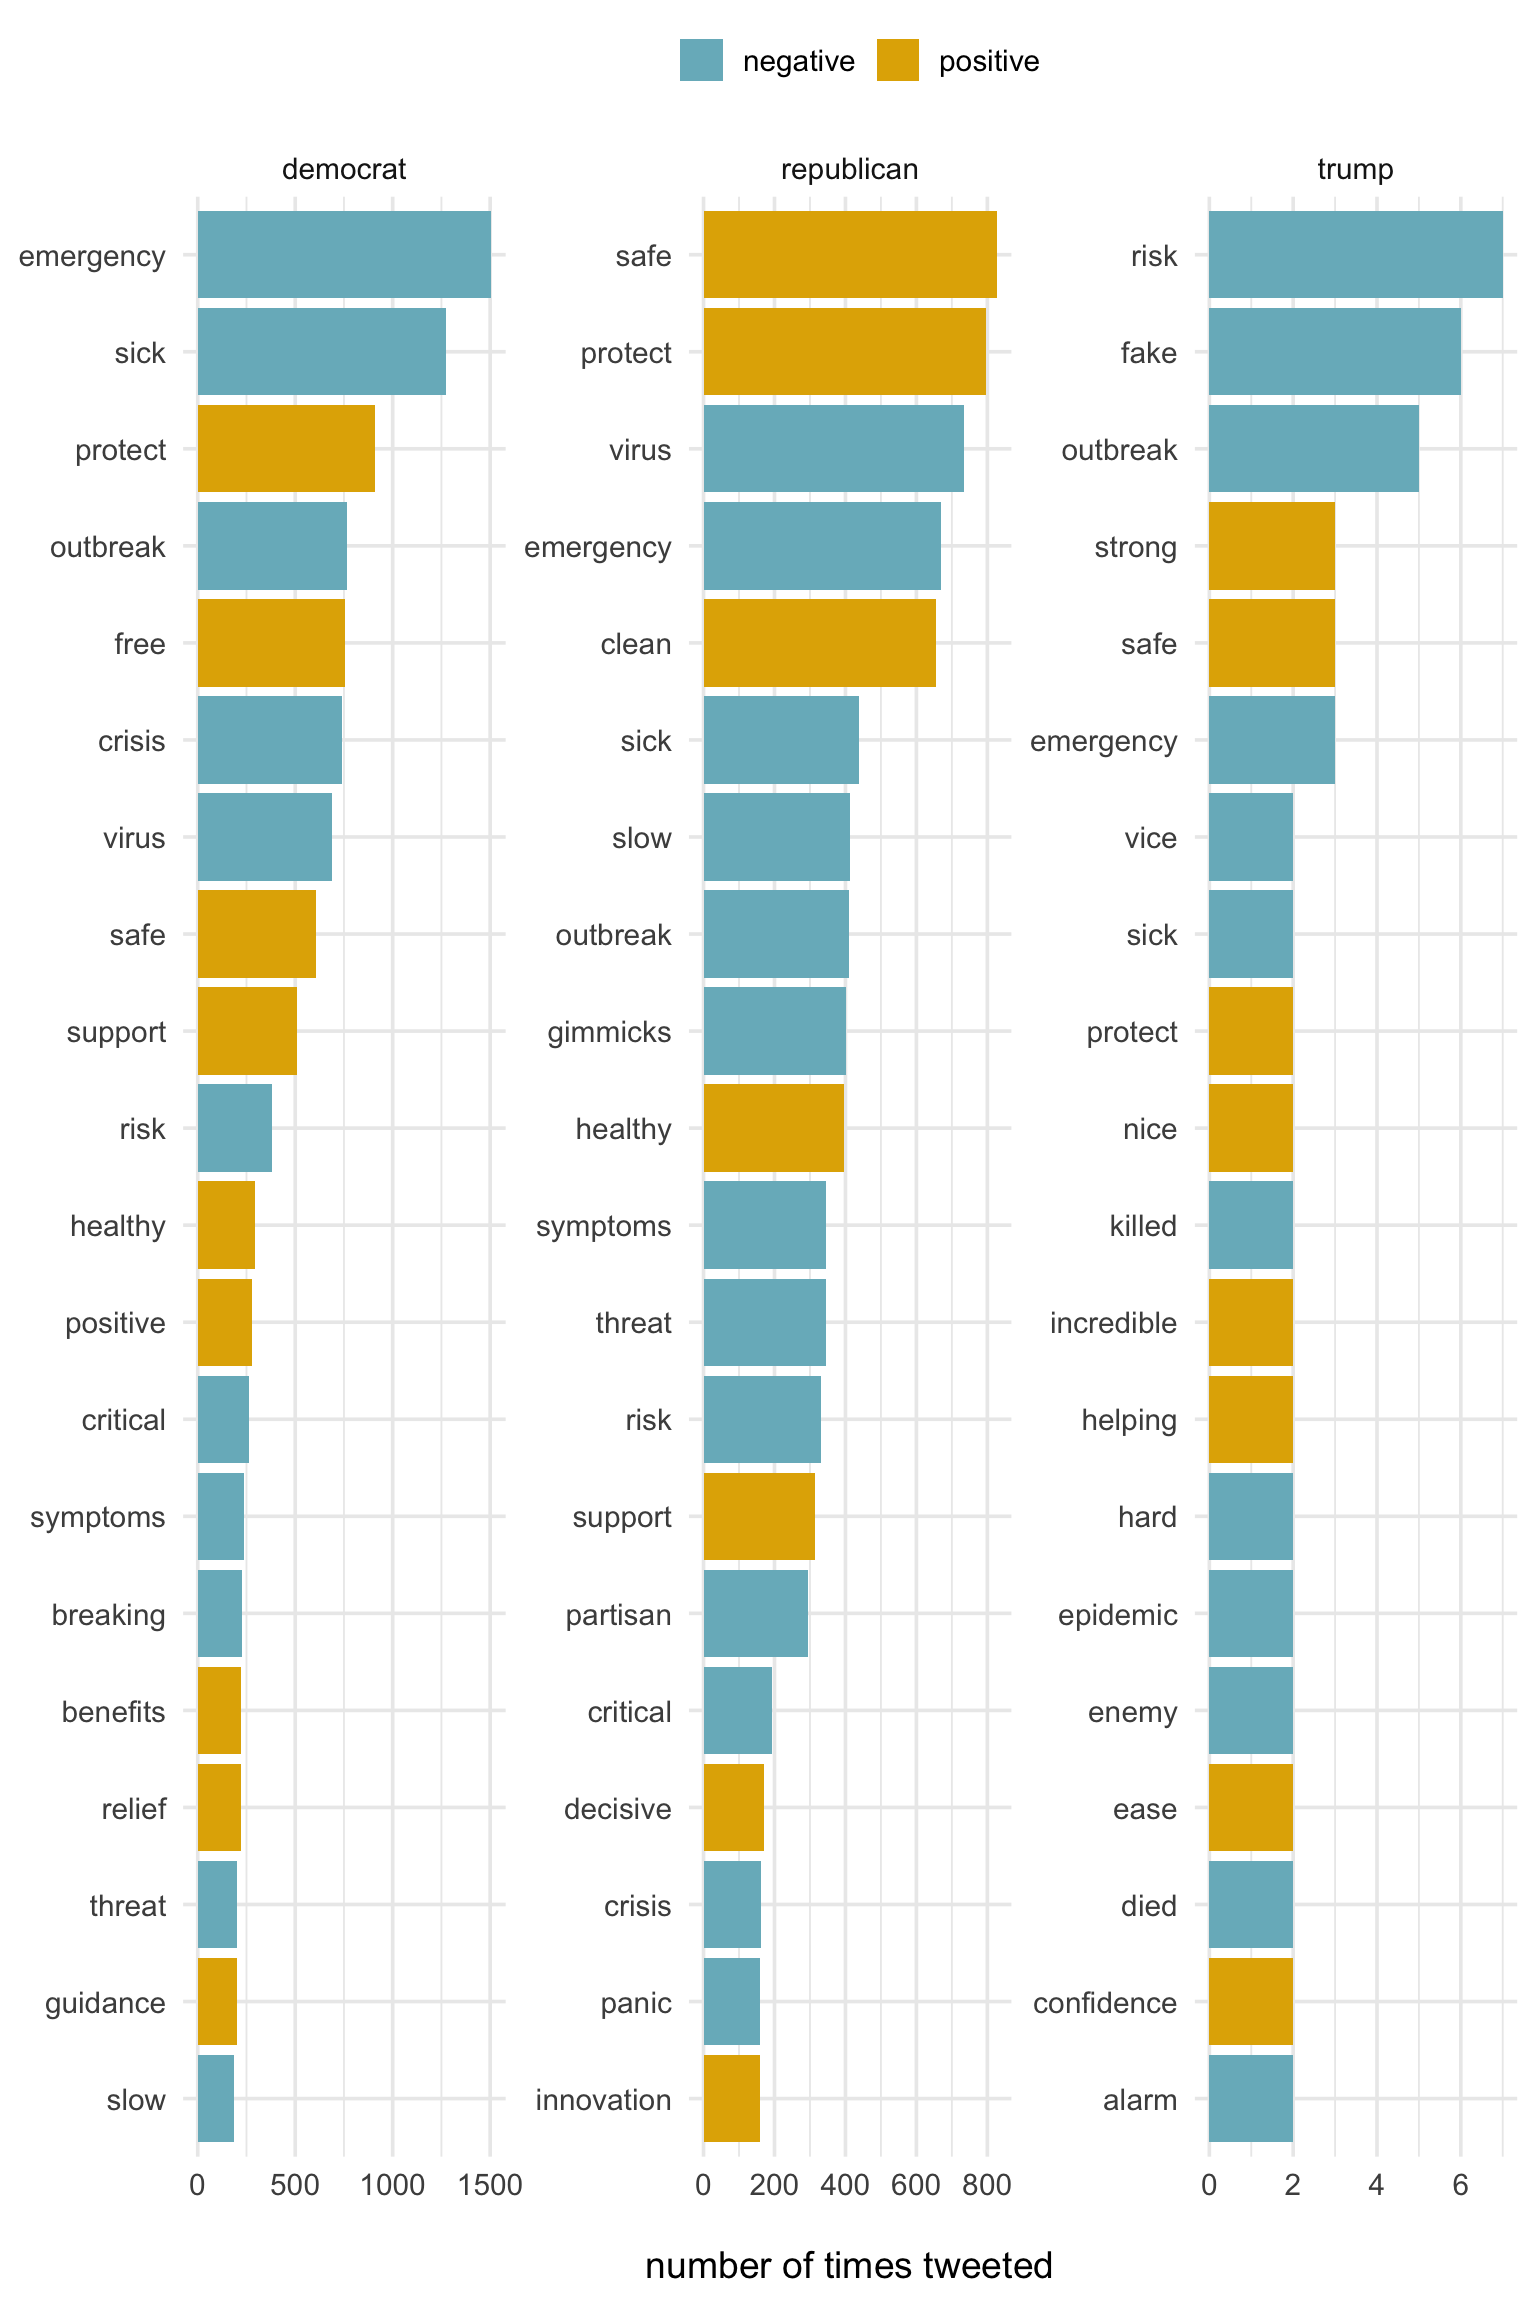 negative positive
democrat
emergency
sick
protect
outbreak
free
crisis
virus
safe
support
risk
healthy
positive
critical
symptoms
breaking
benefits
relief
threat
guidance
slow
0 500 1000 1500
republican
safe
protect
virus
emergency
clean
sick
slow
outbreak
gimmicks
healthy
symptoms
threat
risk
support
partisan
critical
decisive
crisis
panic
innovation
0 200 400 600 800
trump
risk
fake
outbreak
strong
safe
emergency
vice
sick
protect
nice
killed
incredible
helping
hard
epidemic
enemy
ease
died
confidence
alarm
0 2 4 6
number of times tweeted